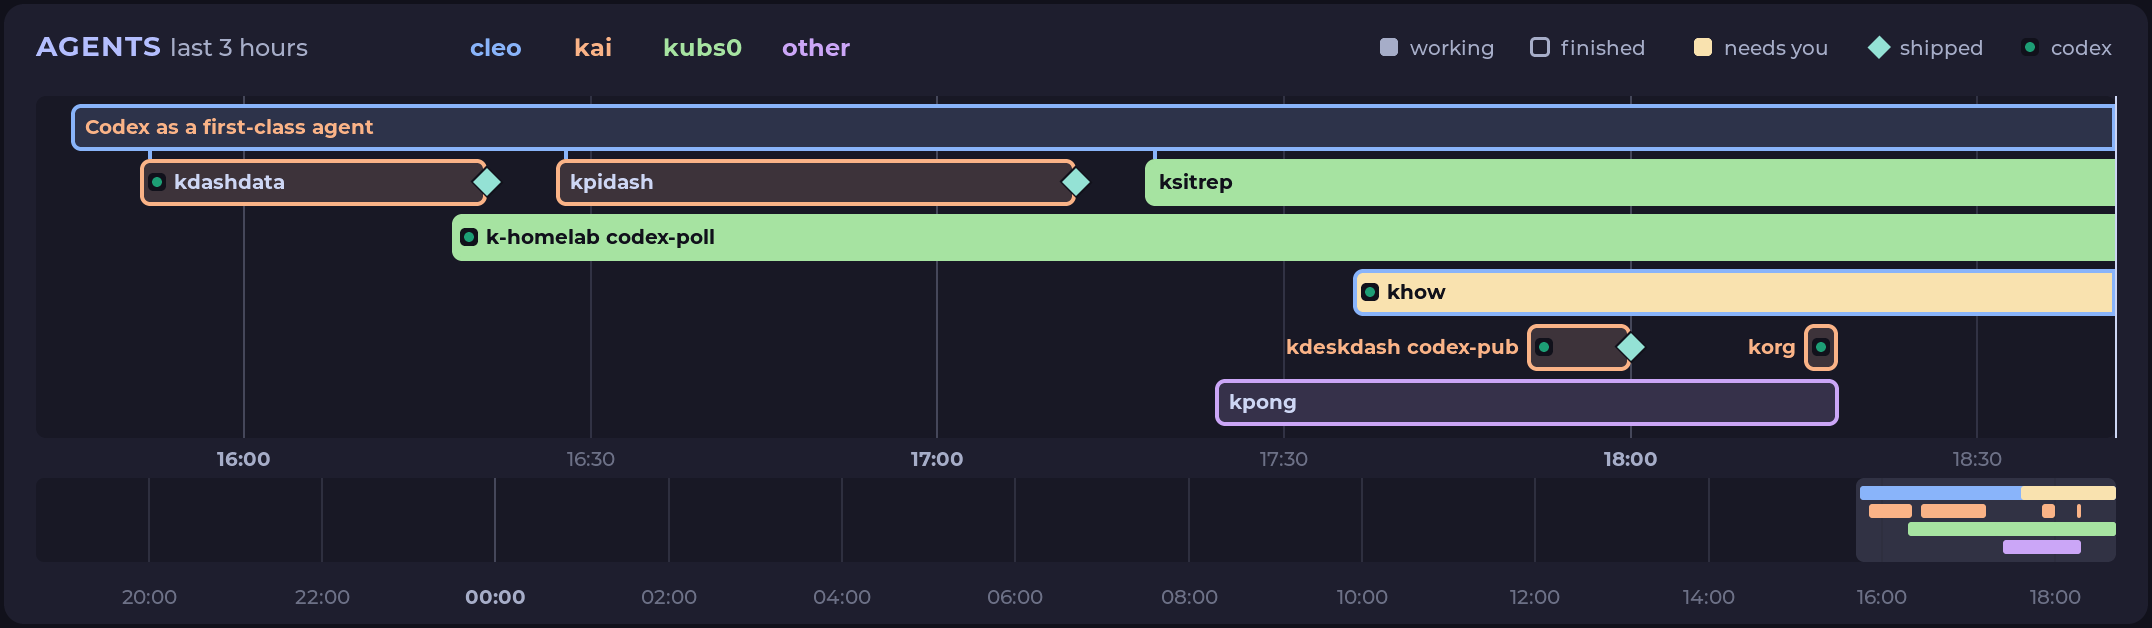 AGENTS last 3 hours cleo kai kubs0 other working finished needs you shipped codex
Codex as a first-class agent
kdashdata kpidash ksitrep
k-homelab codex-poll
khow
kdeskdash codex-pub korg
kpong
16:00 16:30 17:00 17:30 18:00 18:30
20:00 22:00 00:00 02:00 04:00 06:00 08:00 10:00 12:00 14:00 16:00 18:00